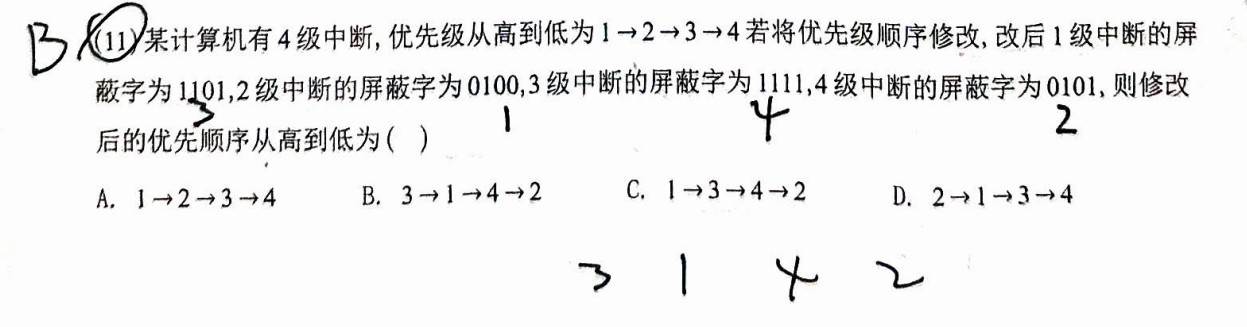 B (11)某计算机有4级中断,优先级从高到低为1→2→3→4若将优先级顺序修改,改后1级中断的屏
蔽字为1101,2级中断的屏蔽字为0100,3级中断的屏蔽字为1111,4级中断的屏蔽字为0101,则修改
3 1 4 2
后的优先顺序从高到低为( )
A. 1→2→3→4 B. 3→1→4→2 C. 1→3→4→2 D. 2→1→3→4
3 1 4 2